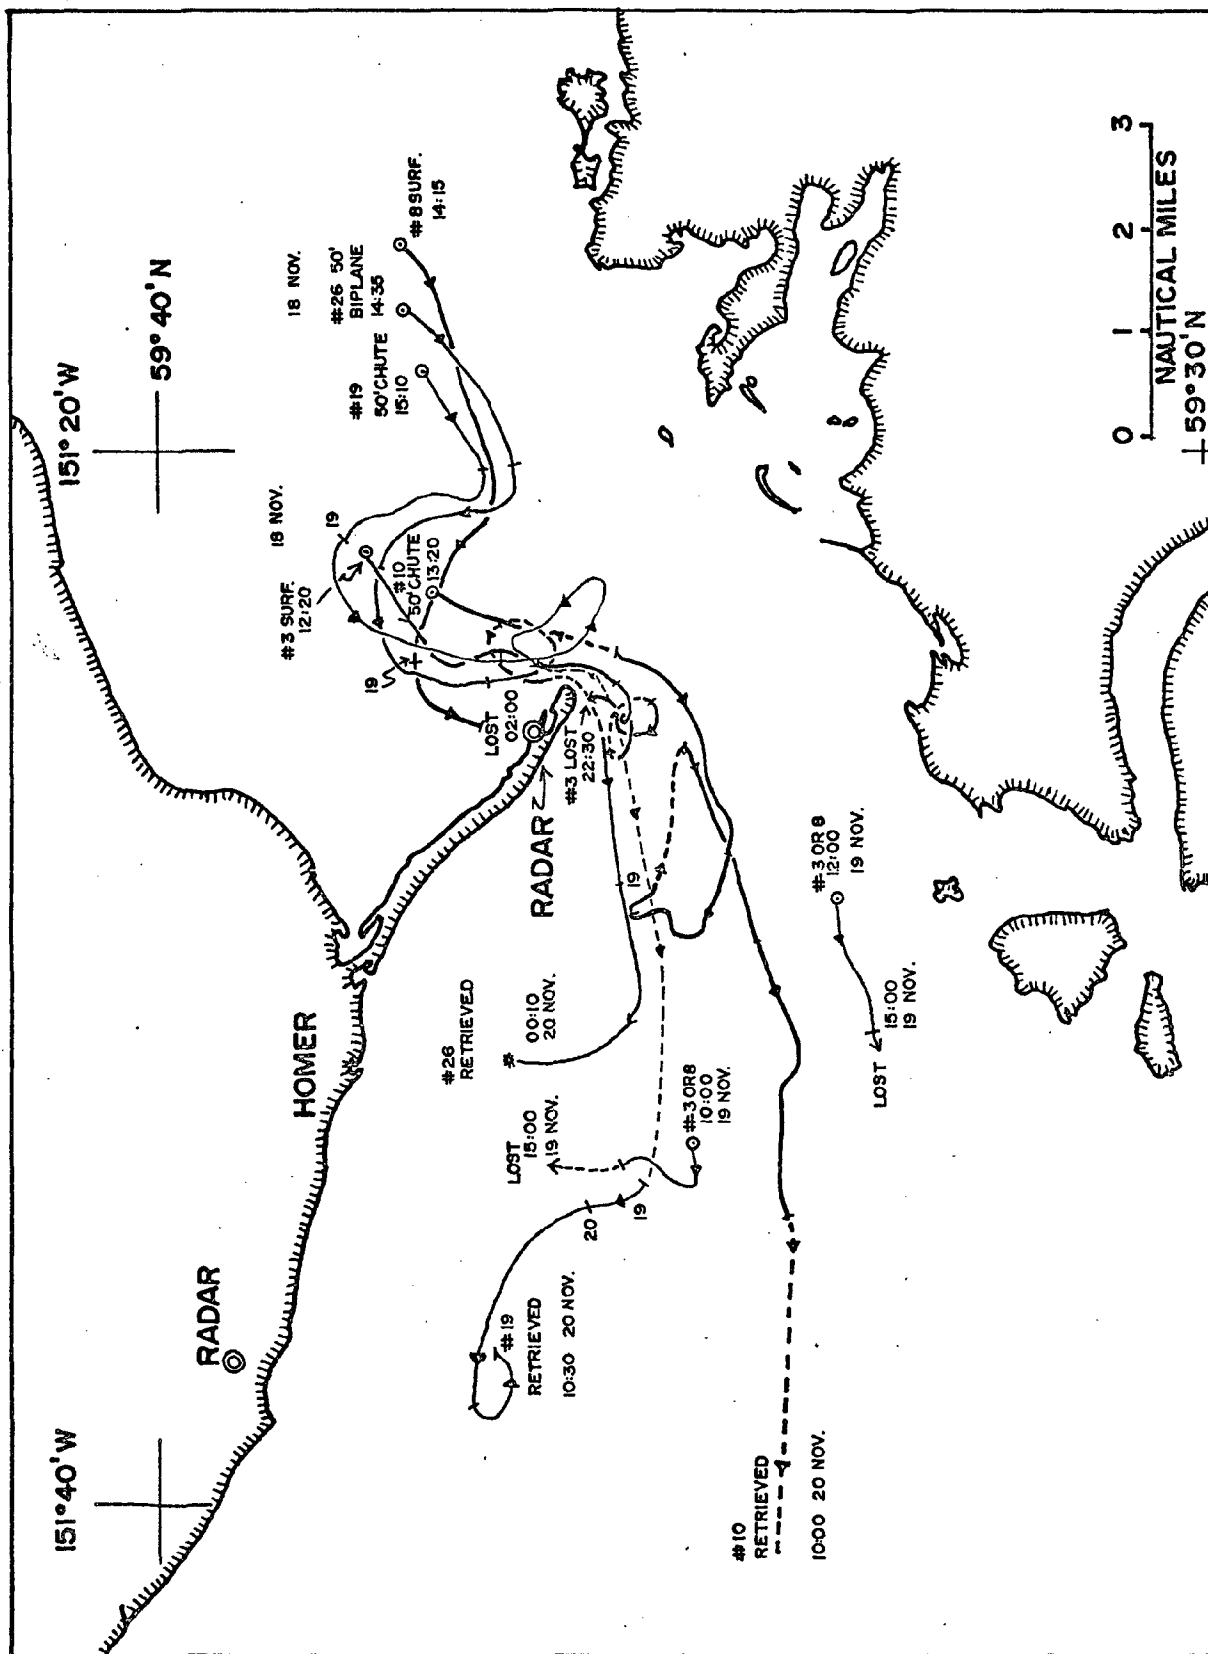 151° 40' W
151° 20' W
59° 40' N
RADAR
HOMER
18 NOV.
18 NOV.
#8 SURF.
14:15
#26 50'
BIPLANE
14:35
#19
50' CHUTE
15:10
#3 SURF.
12:20
19
#10
50' CHUTE
13:20
19
LOST
02:00
RADAR
#3 LOST
22:30
19
#26
RETRIEVED
00:10
20 NOV.
LOST
15:00
19 NOV.
#3 OR 8
10:00
19 NOV.
19
20
#19
RETRIEVED
10:30 20 NOV.
#3 OR 8
12:00
19 NOV.
15:00
19 NOV.
LOST
#10
RETRIEVED
10:00 20 NOV.
0 1 2 3
NAUTICAL MILES
59° 30' N